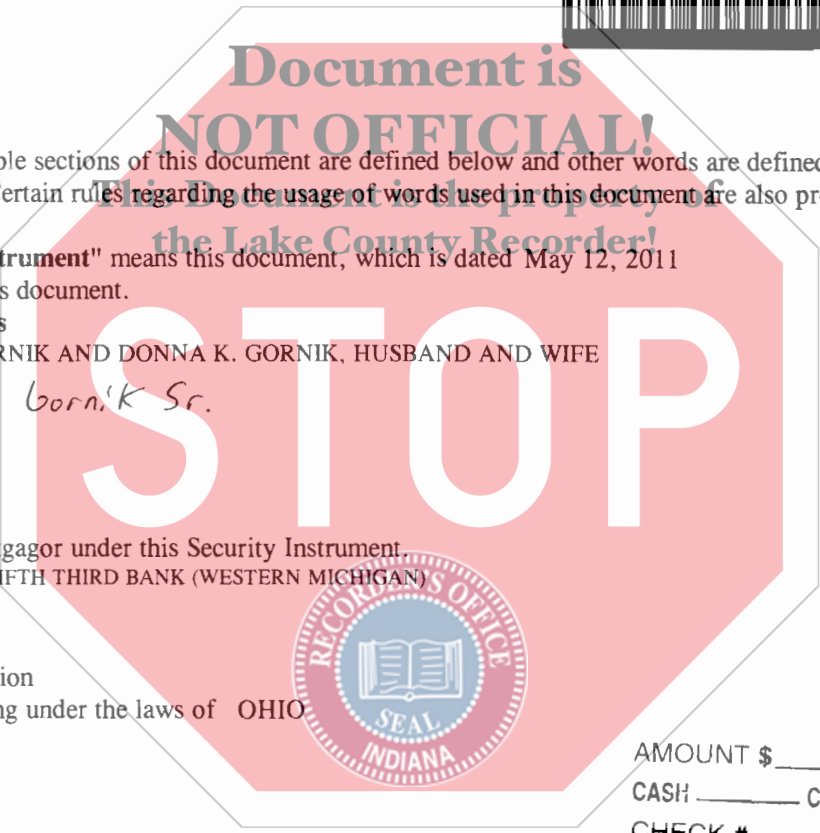 Document is
NOT OFFICIAL!
ple sections of this document are defined below and other words are defined
Certain rules regarding the usage of words used in this document are also pr
This Document is the property of
the Lake County Recorder!
trument" means this document, which is dated May 12, 2011
s document.
s
RNIK AND DONNA K. GORNIK, HUSBAND AND WIFE
Gornik Sr.
STOP
tgagor under this Security Instrument.
IFTH THIRD BANK (WESTERN MICHIGAN)
RECORDER'S OFFICE
tion
ng under the laws of OHIO
SEAL
INDIANA
AMOUNT $
CASH C
CHECK #